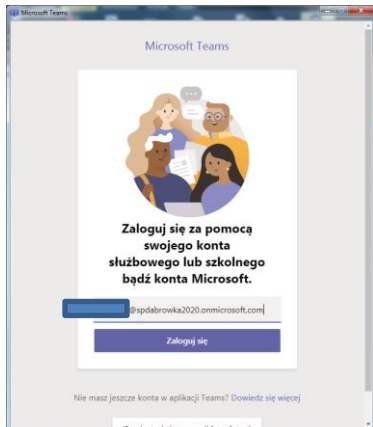 Microsoft Teams
Microsoft Teams
Zaloguj się za pomocą
swojego konta
służbowego lub szkolnego
bądź konta Microsoft.
@spdabrowka2020.onmicrosoft.com
Zaloguj się
Nie masz jeszcze konta w aplikacji Teams? Dowiedz się więcej